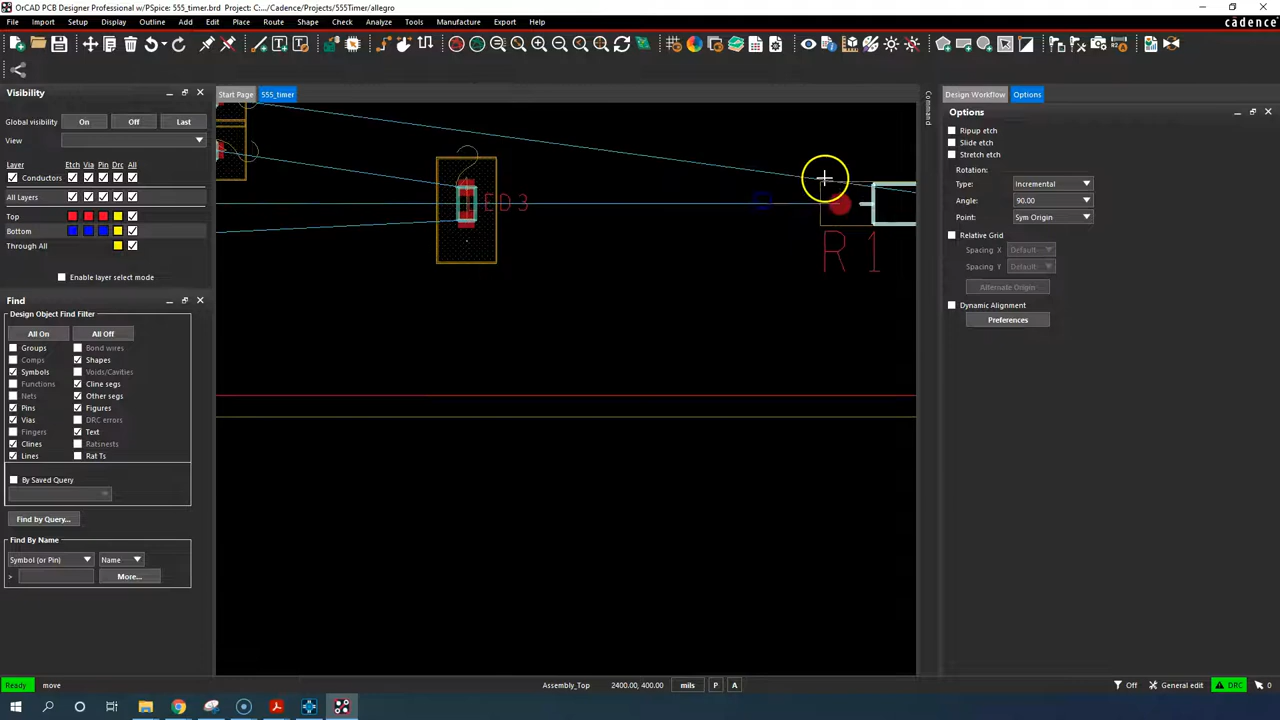 OrCAD PCB Designer Professional w/PSpice: 555_timer.brd Project: C:.../Cadence/Projects/555Timer/allegro
File Import Setup Display Outline Edit Add Place Route Shape Check Analyze Tools Manufacture Export Help
cadence
Visibility
Start Page 555_timer
Command
Design Workflow Options
Options
Global visibility On Off Last
View
Layer Etch Via Pin Drc All
Conductors
All Layers
Top
Bottom
Through All
Enable layer select mode
Find
Design Object Find Filter
All On All Off
Groups Bond wires
Comps Shapes
Symbols Voids/Cavities
Functions Cline segs
Nets Other segs
Pins Figures
Vias DRC errors
Fingers Text
Clines Ratsnests
Lines Rat Ts
By Saved Query
Find by Query...
Find By Name
Symbol (or Pin) Name
> More...
ED3
R1
Ripup etch
Slide etch
Stretch etch
Rotation:
Type: Incremental
Angle: 90.00
Point: Sym Origin
Relative Grid
Spacing X Default
Spacing Y Default
Alternate Origin
Dynamic Alignment
Preferences
Ready move Assembly_Top 2400.00, 400.00 mils P A Off General edit DRC 0